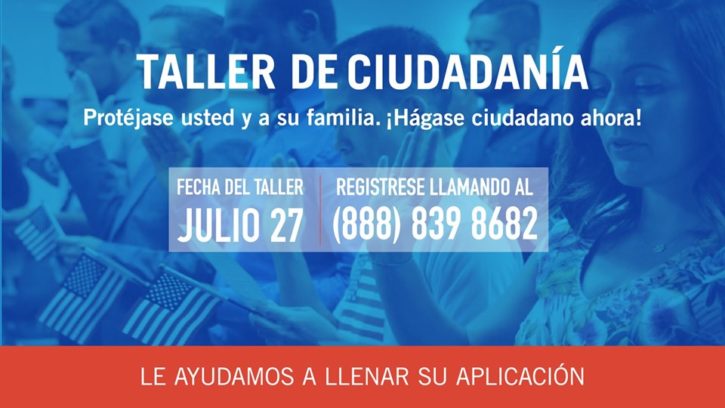 TALLER DE CIUDADANÍA
Protéjase usted y a su familia. ¡Hágase ciudadano ahora!
FECHA DEL TALLER
JULIO 27
REGISTRESE LLAMANDO AL
(888) 839 8682
LE AYUDAMOS A LLENAR SU APLICACIÓN